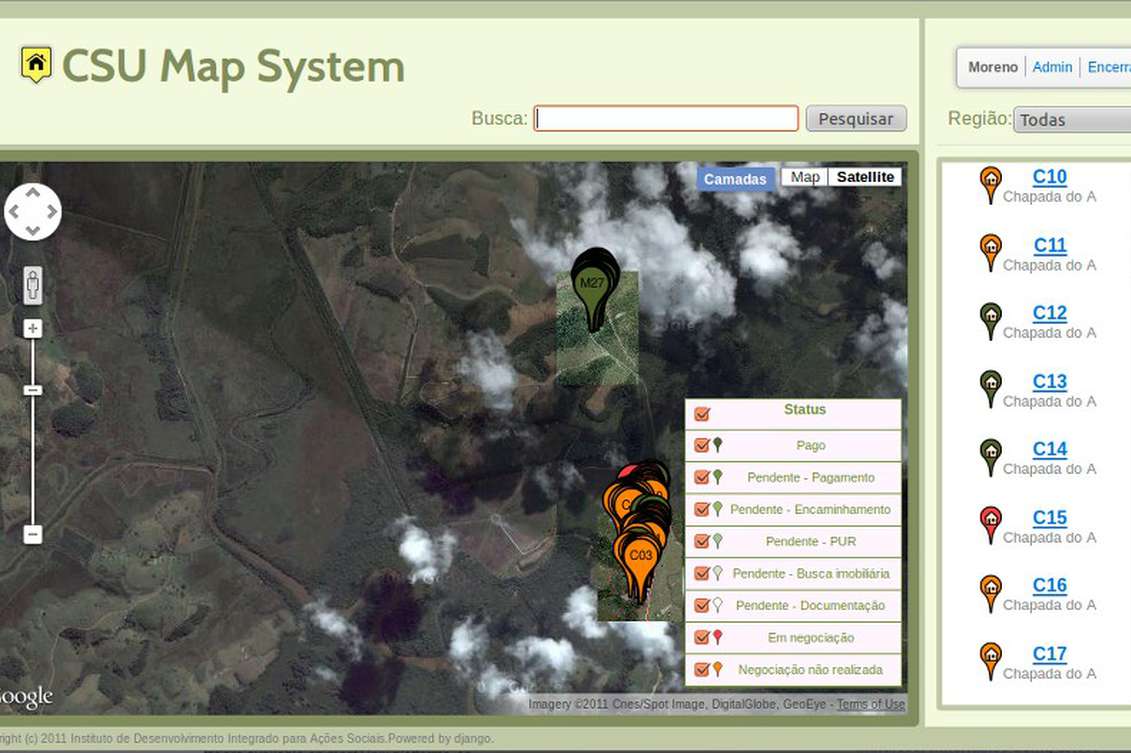 CSU Map System
Busca:
Pesquisar
Moreno
Admin
Encerra
Região:
Todas
Camadas
Map
Satellite
M27
C03
Status
Pago
Pendente - Pagamento
Pendente - Encaminhamento
Pendente - PUR
Pendente - Busca imobiliária
Pendente - Documentação
Em negociação
Negociação não realizada
C10
Chapada do A
C11
Chapada do A
C12
Chapada do A
C13
Chapada do A
C14
Chapada do A
C15
Chapada do A
C16
Chapada do A
C17
Chapada do A
oogle
Imagery ©2011 Cnes/Spot Image, DigitalGlobe, GeoEye - Terms of Use
right (c) 2011 Instituto de Desenvolvimento Integrado para Ações Sociais.Powered by django.